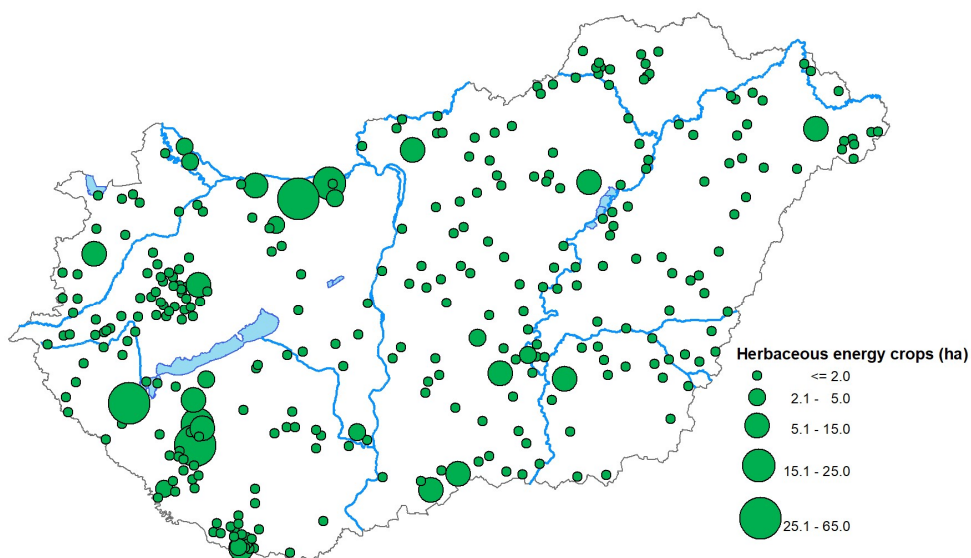 Herbaceous energy crops (ha)
<= 2.0
2.1 - 5.0
5.1 - 15.0
15.1 - 25.0
25.1 - 65.0